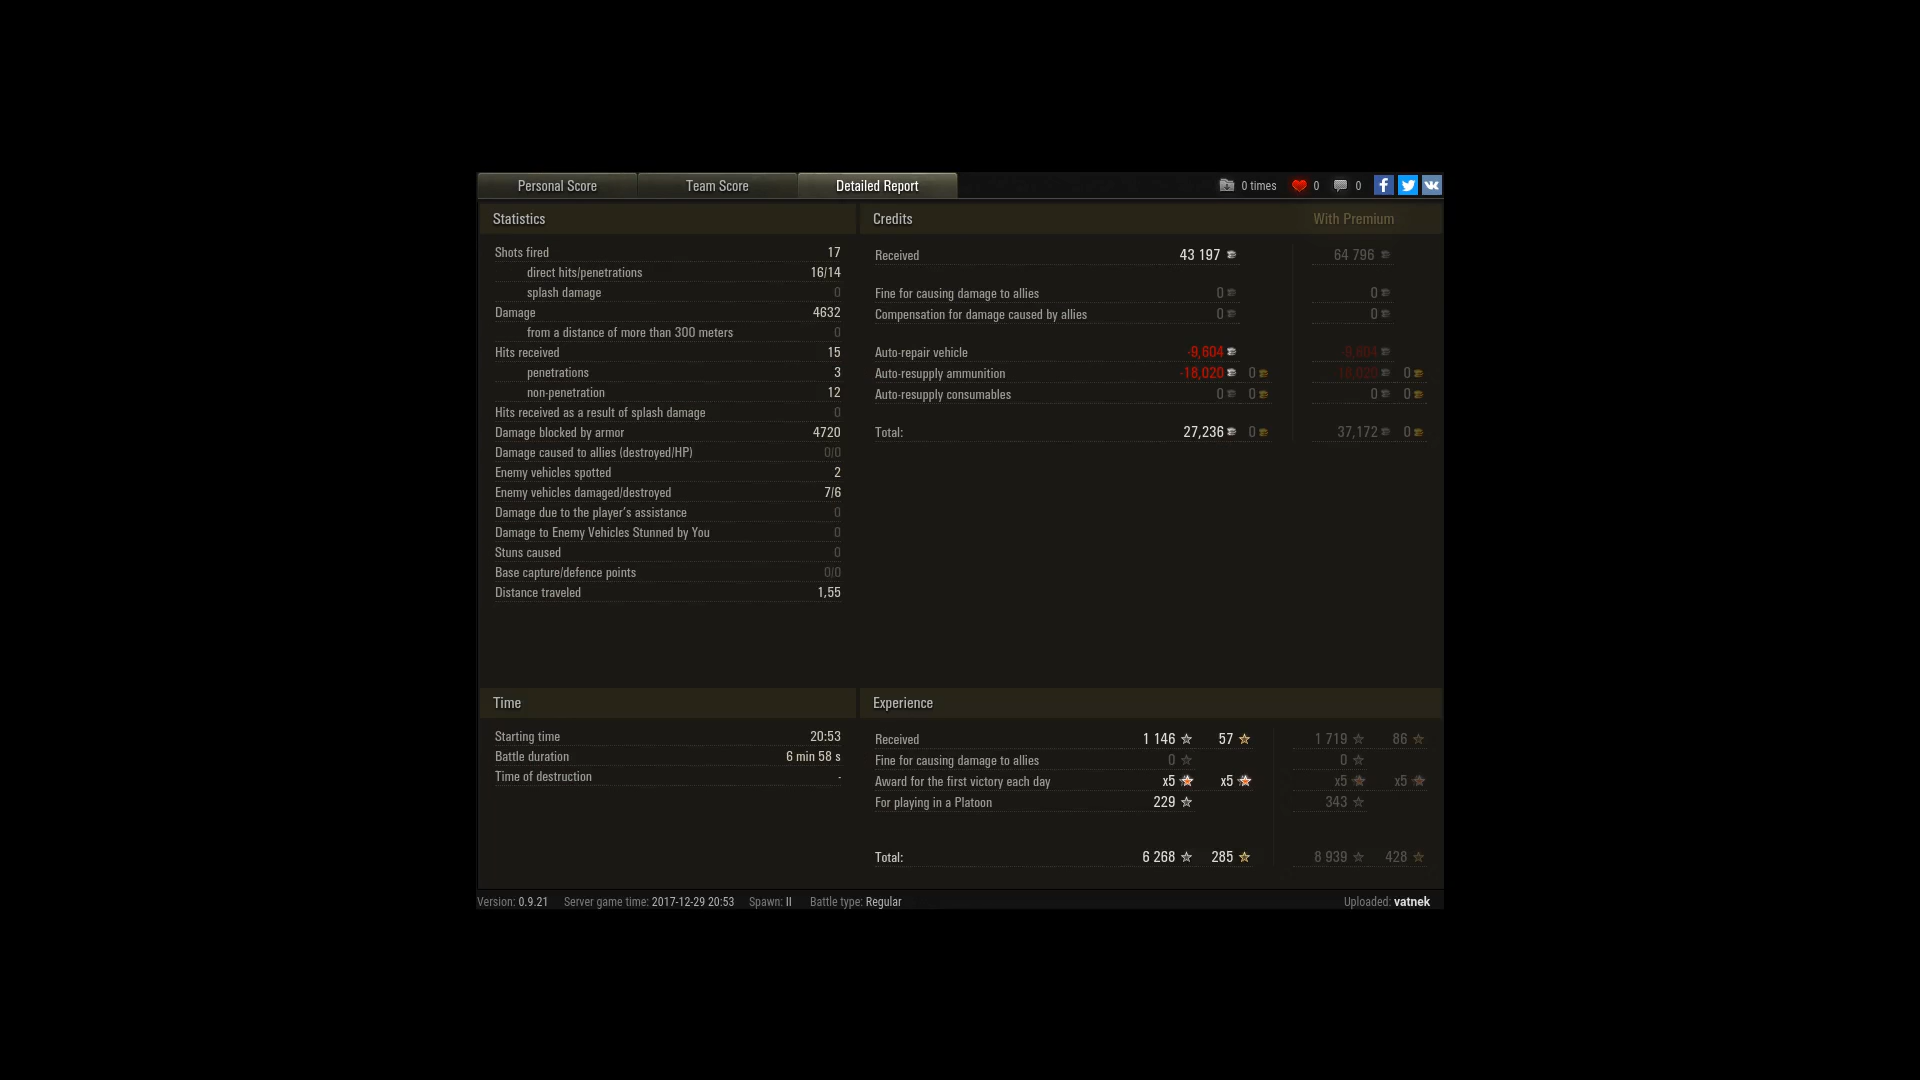 Personal Score Team Score Detailed Report 0 times 0 0
Statistics
Shots fired 17
direct hits/penetrations 16/14
splash damage 0
Damage 4632
from a distance of more than 300 meters 0
Hits received 15
penetrations 3
non-penetration 12
Hits received as a result of splash damage 0
Damage blocked by armor 4720
Damage caused to allies (destroyed/HP) 0/0
Enemy vehicles spotted 2
Enemy vehicles damaged/destroyed 7/6
Damage due to the player's assistance 0
Damage to Enemy Vehicles Stunned by You 0
Stuns caused 0
Base capture/defence points 0/0
Distance traveled 1,55
Credits With Premium
Received 43 197 64 796
Fine for causing damage to allies 0 0
Compensation for damage caused by allies 0 0
Auto-repair vehicle -9,604 -9,604
Auto-resupply ammunition -18,020 0 -18,020 0
Auto-resupply consumables 0 0 0 0
Total: 27,236 0 37,172 0
Time
Starting time 20:53
Battle duration 6 min 58 s
Time of destruction -
Experience
Received 1 146 57 1 719 86
Fine for causing damage to allies 0 0
Award for the first victory each day x5 x5 x5 x5
For playing in a Platoon 229 343
Total: 6 268 285 8 939 428
Version: 0.9.21 Server game time: 2017-12-29 20:53 Spawn: II Battle type: Regular Uploaded: vatnek